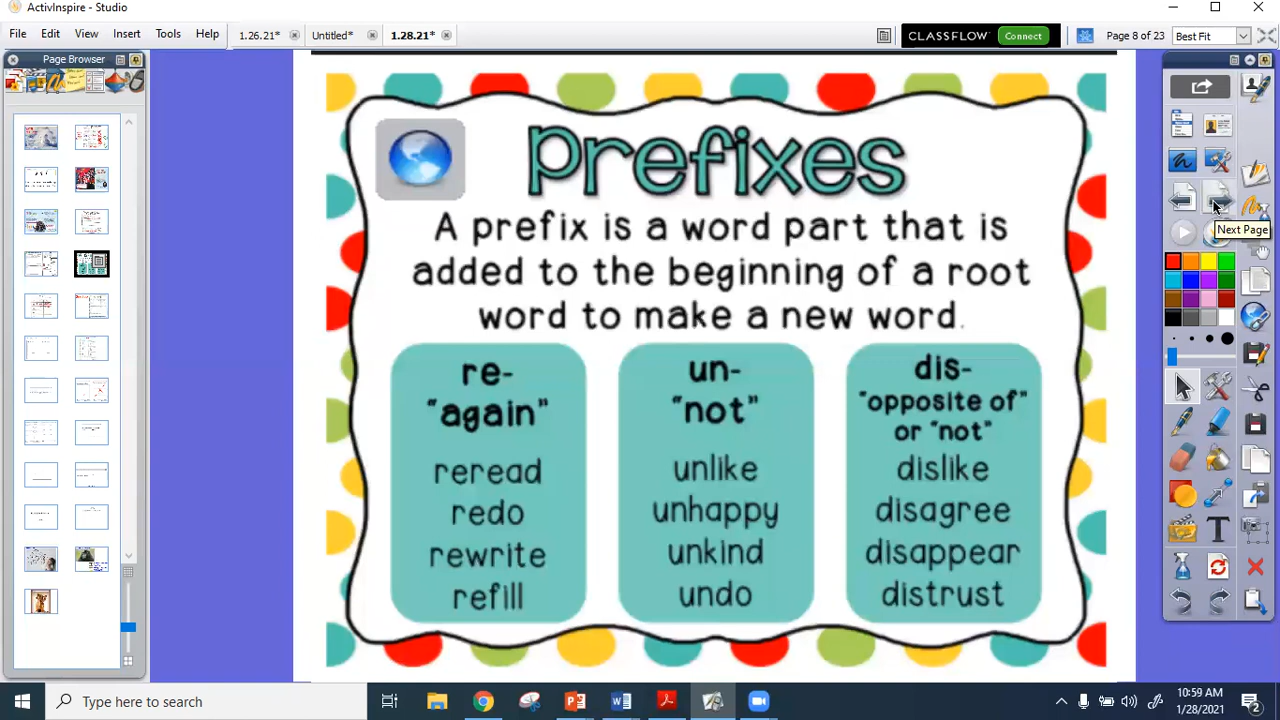 ActivInspire - Studio
File Edit View Insert Tools Help 1.26.21* Untitled* 1.28.21* CLASSFLOW Connect Page 8 of 23 Best Fit
Page Browser
Prefixes
A prefix is a word part that is
added to the beginning of a root
word to make a new word.
re-
"again"
reread
redo
rewrite
refill
un-
"not"
unlike
unhappy
unkind
undo
dis-
"opposite of"
or "not"
dislike
disagree
disappear
distrust
Next Page
Type here to search
10:59 AM
1/28/2021
2